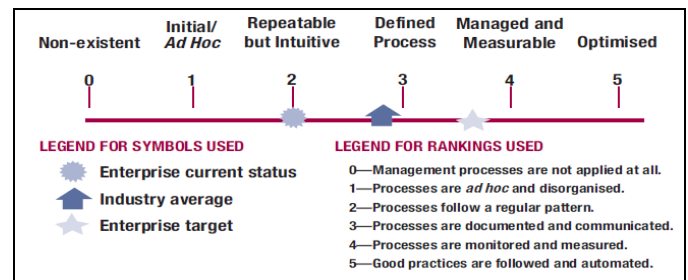 Non-existent
Initial/
Ad Hoc
Repeatable
but Intuitive
Defined
Process
Managed and
Measurable
Optimised
0 1 2 3 4 5
LEGEND FOR SYMBOLS USED
Enterprise current status
Industry average
Enterprise target
LEGEND FOR RANKINGS USED
0—Management processes are not applied at all.
1—Processes are ad hoc and disorganised.
2—Processes follow a regular pattern.
3—Processes are documented and communicated.
4—Processes are monitored and measured.
5—Good practices are followed and automated.